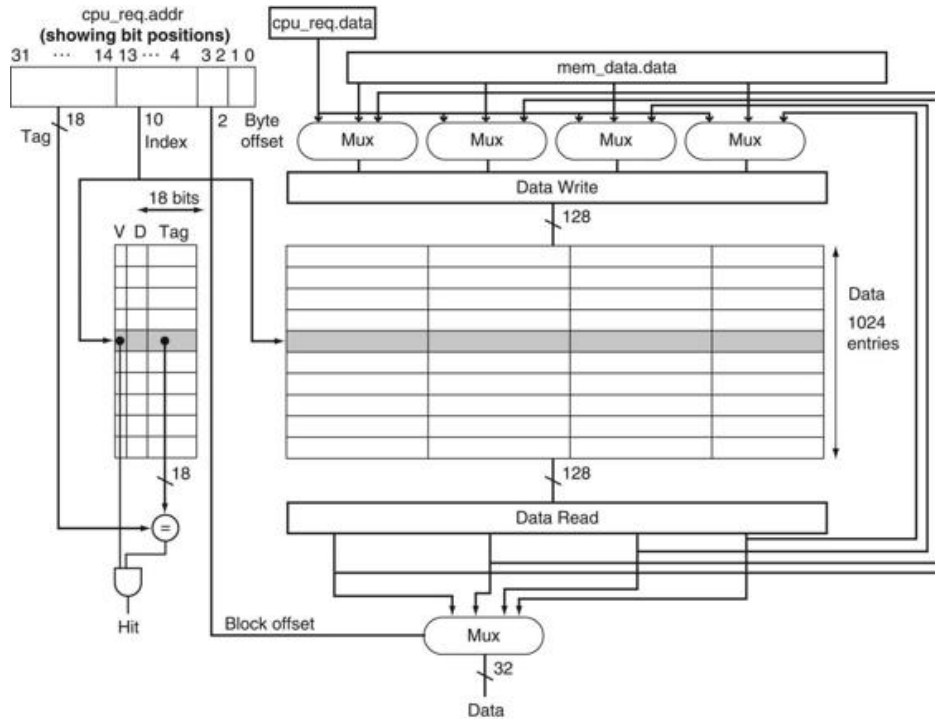 cpu_req.addr
(showing bit positions)
31 ··· 14 13 ··· 4 3 2 1 0
cpu_req.data
mem_data.data
18
10
2
Byte
offset
Tag
Index
Mux Mux Mux Mux
Data Write
18 bits
128
V D Tag
Data
1024
entries
18
128
=
Data Read
Hit
Block offset
Mux
32
Data